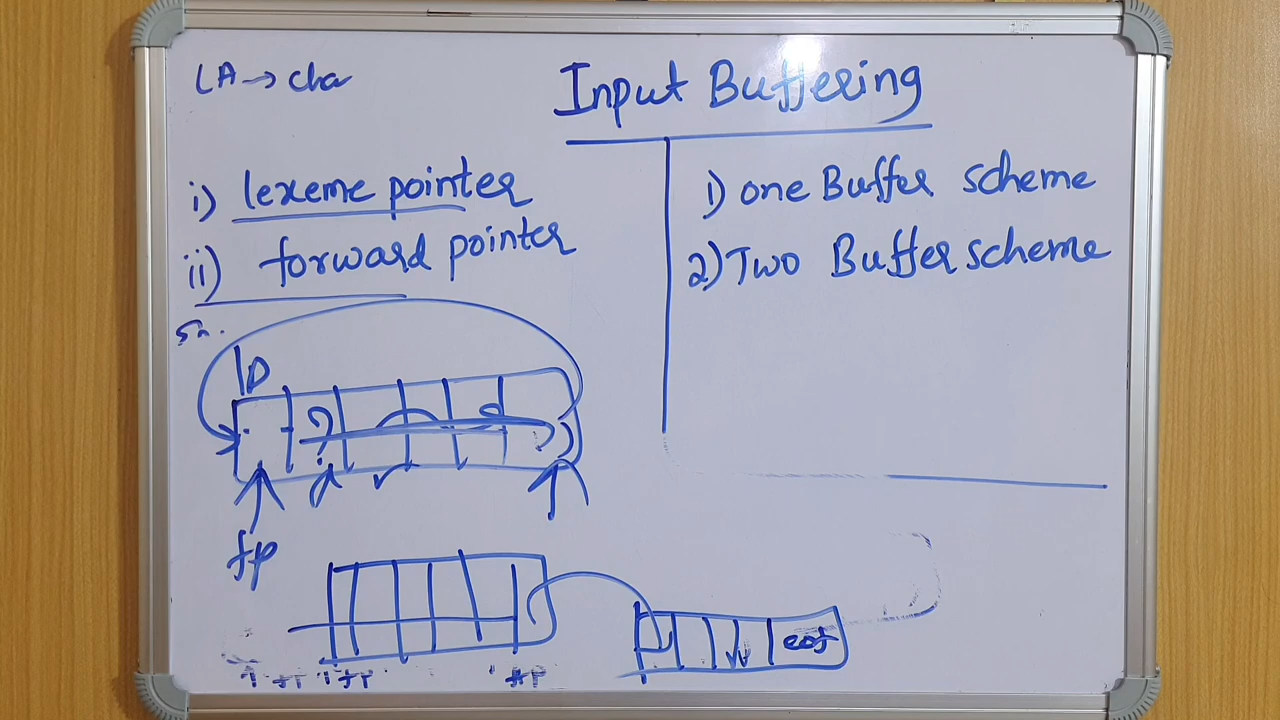 LA → cha
Input Buffering
i) lexeme pointer
ii) forward pointer
1) one Buffer scheme
2) Two Buffer scheme
lp
fp
eof
fp